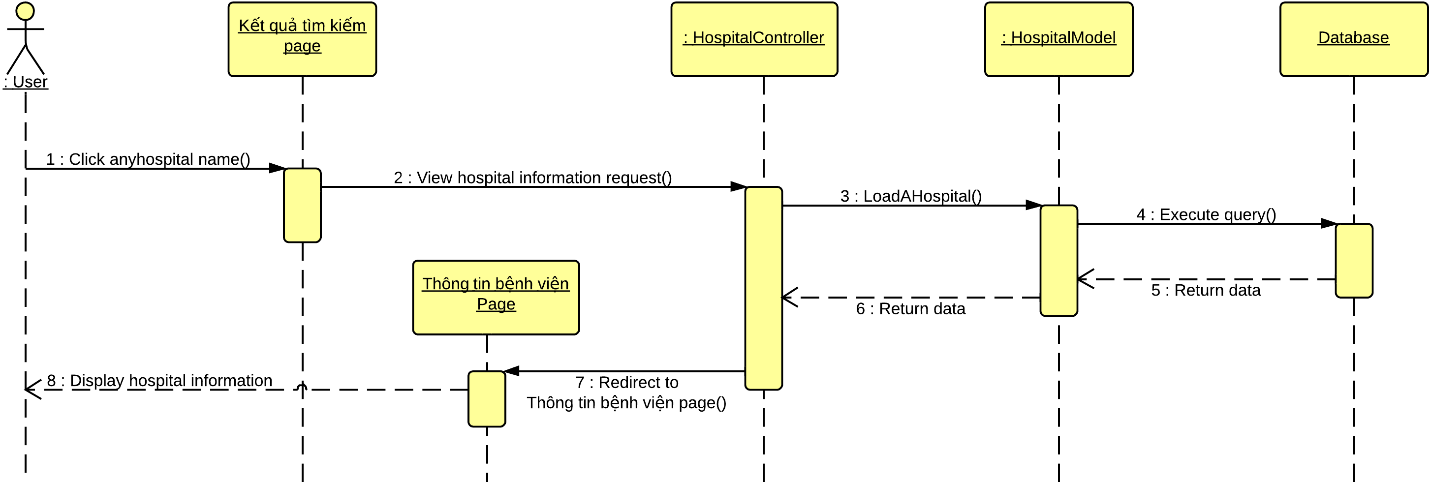 Kết quả tìm kiếm
page
: HospitalController
: HospitalModel
Database
: User
1 : Click anyhospital name()
2 : View hospital information request()
3 : LoadAHospital()
4 : Execute query()
Thông tin bệnh viện
Page
5 : Return data
6 : Return data
7 : Redirect to
Thông tin bệnh viện page()
8 : Display hospital information